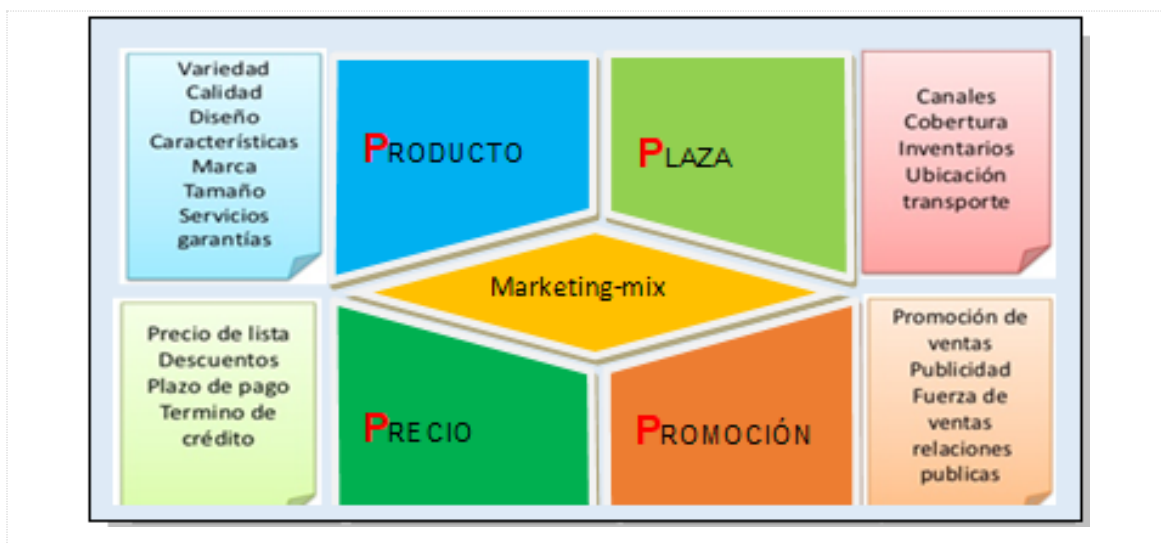 Variedad
Calidad
Diseño
Características
Marca
Tamaño
Servicios
garantías
PRODUCTO
PLAZA
Canales
Cobertura
Inventarios
Ubicación
transporte
Marketing-mix
Precio de lista
Descuentos
Plazo de pago
Termino de
crédito
PRECIO
PROMOCIÓN
Promoción de
ventas
Publicidad
Fuerza de
ventas
relaciones
publicas